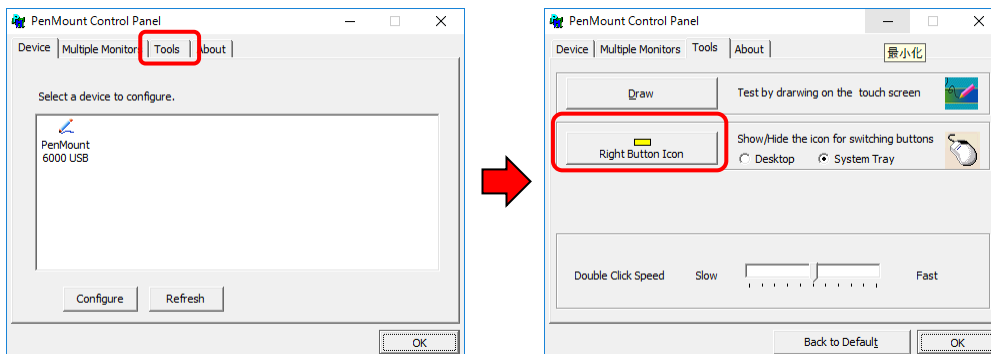 PenMount Control Panel
Device Multiple Monitors Tools About
Select a device to configure.
PenMount
6000 USB
Configure Refresh
OK
PenMount Control Panel
Device Multiple Monitors Tools About
最小化
Draw
Test by drarwing on the touch screen
Right Button Icon
Show/Hide the icon for switching buttons
Desktop System Tray
Double Click Speed Slow Fast
Back to Default OK